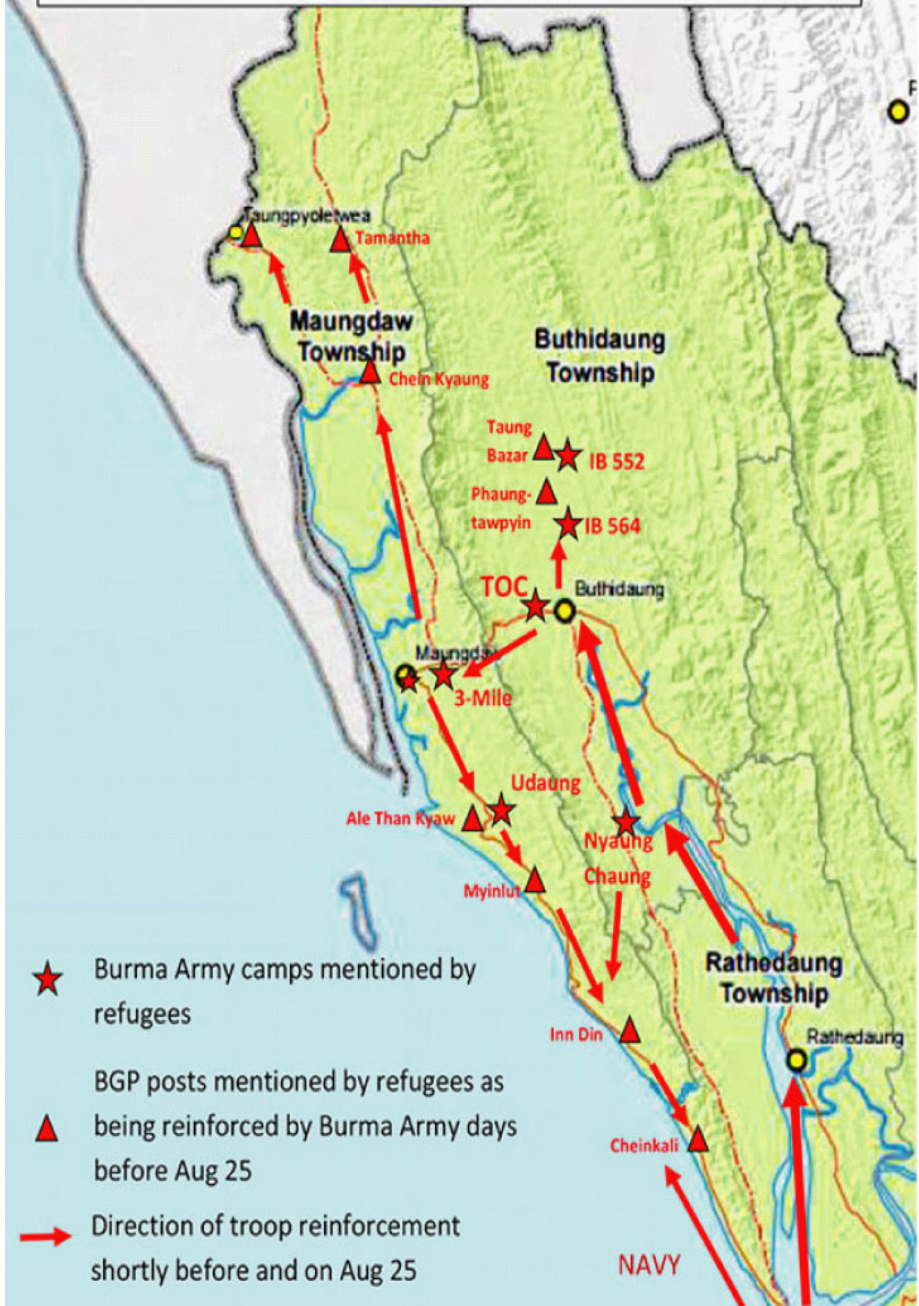 Taungpyoletwea
Tamantha
Maungdaw
Township
Buthidaung
Township
Chein Kyaung
Taung
Bazar
IB 552
Phaung-
tawpyin
IB 564
TOC
Buthidaung
Maungdaw
3-Mile
Udaung
Ale Than Kyaw
Nyaung
Chaung
Myinlut
Rathedaung
Township
Inn Din
Rathedaung
Cheinkali
NAVY
Burma Army camps mentioned by
refugees
BGP posts mentioned by refugees as
being reinforced by Burma Army days
before Aug 25
Direction of troop reinforcement
shortly before and on Aug 25